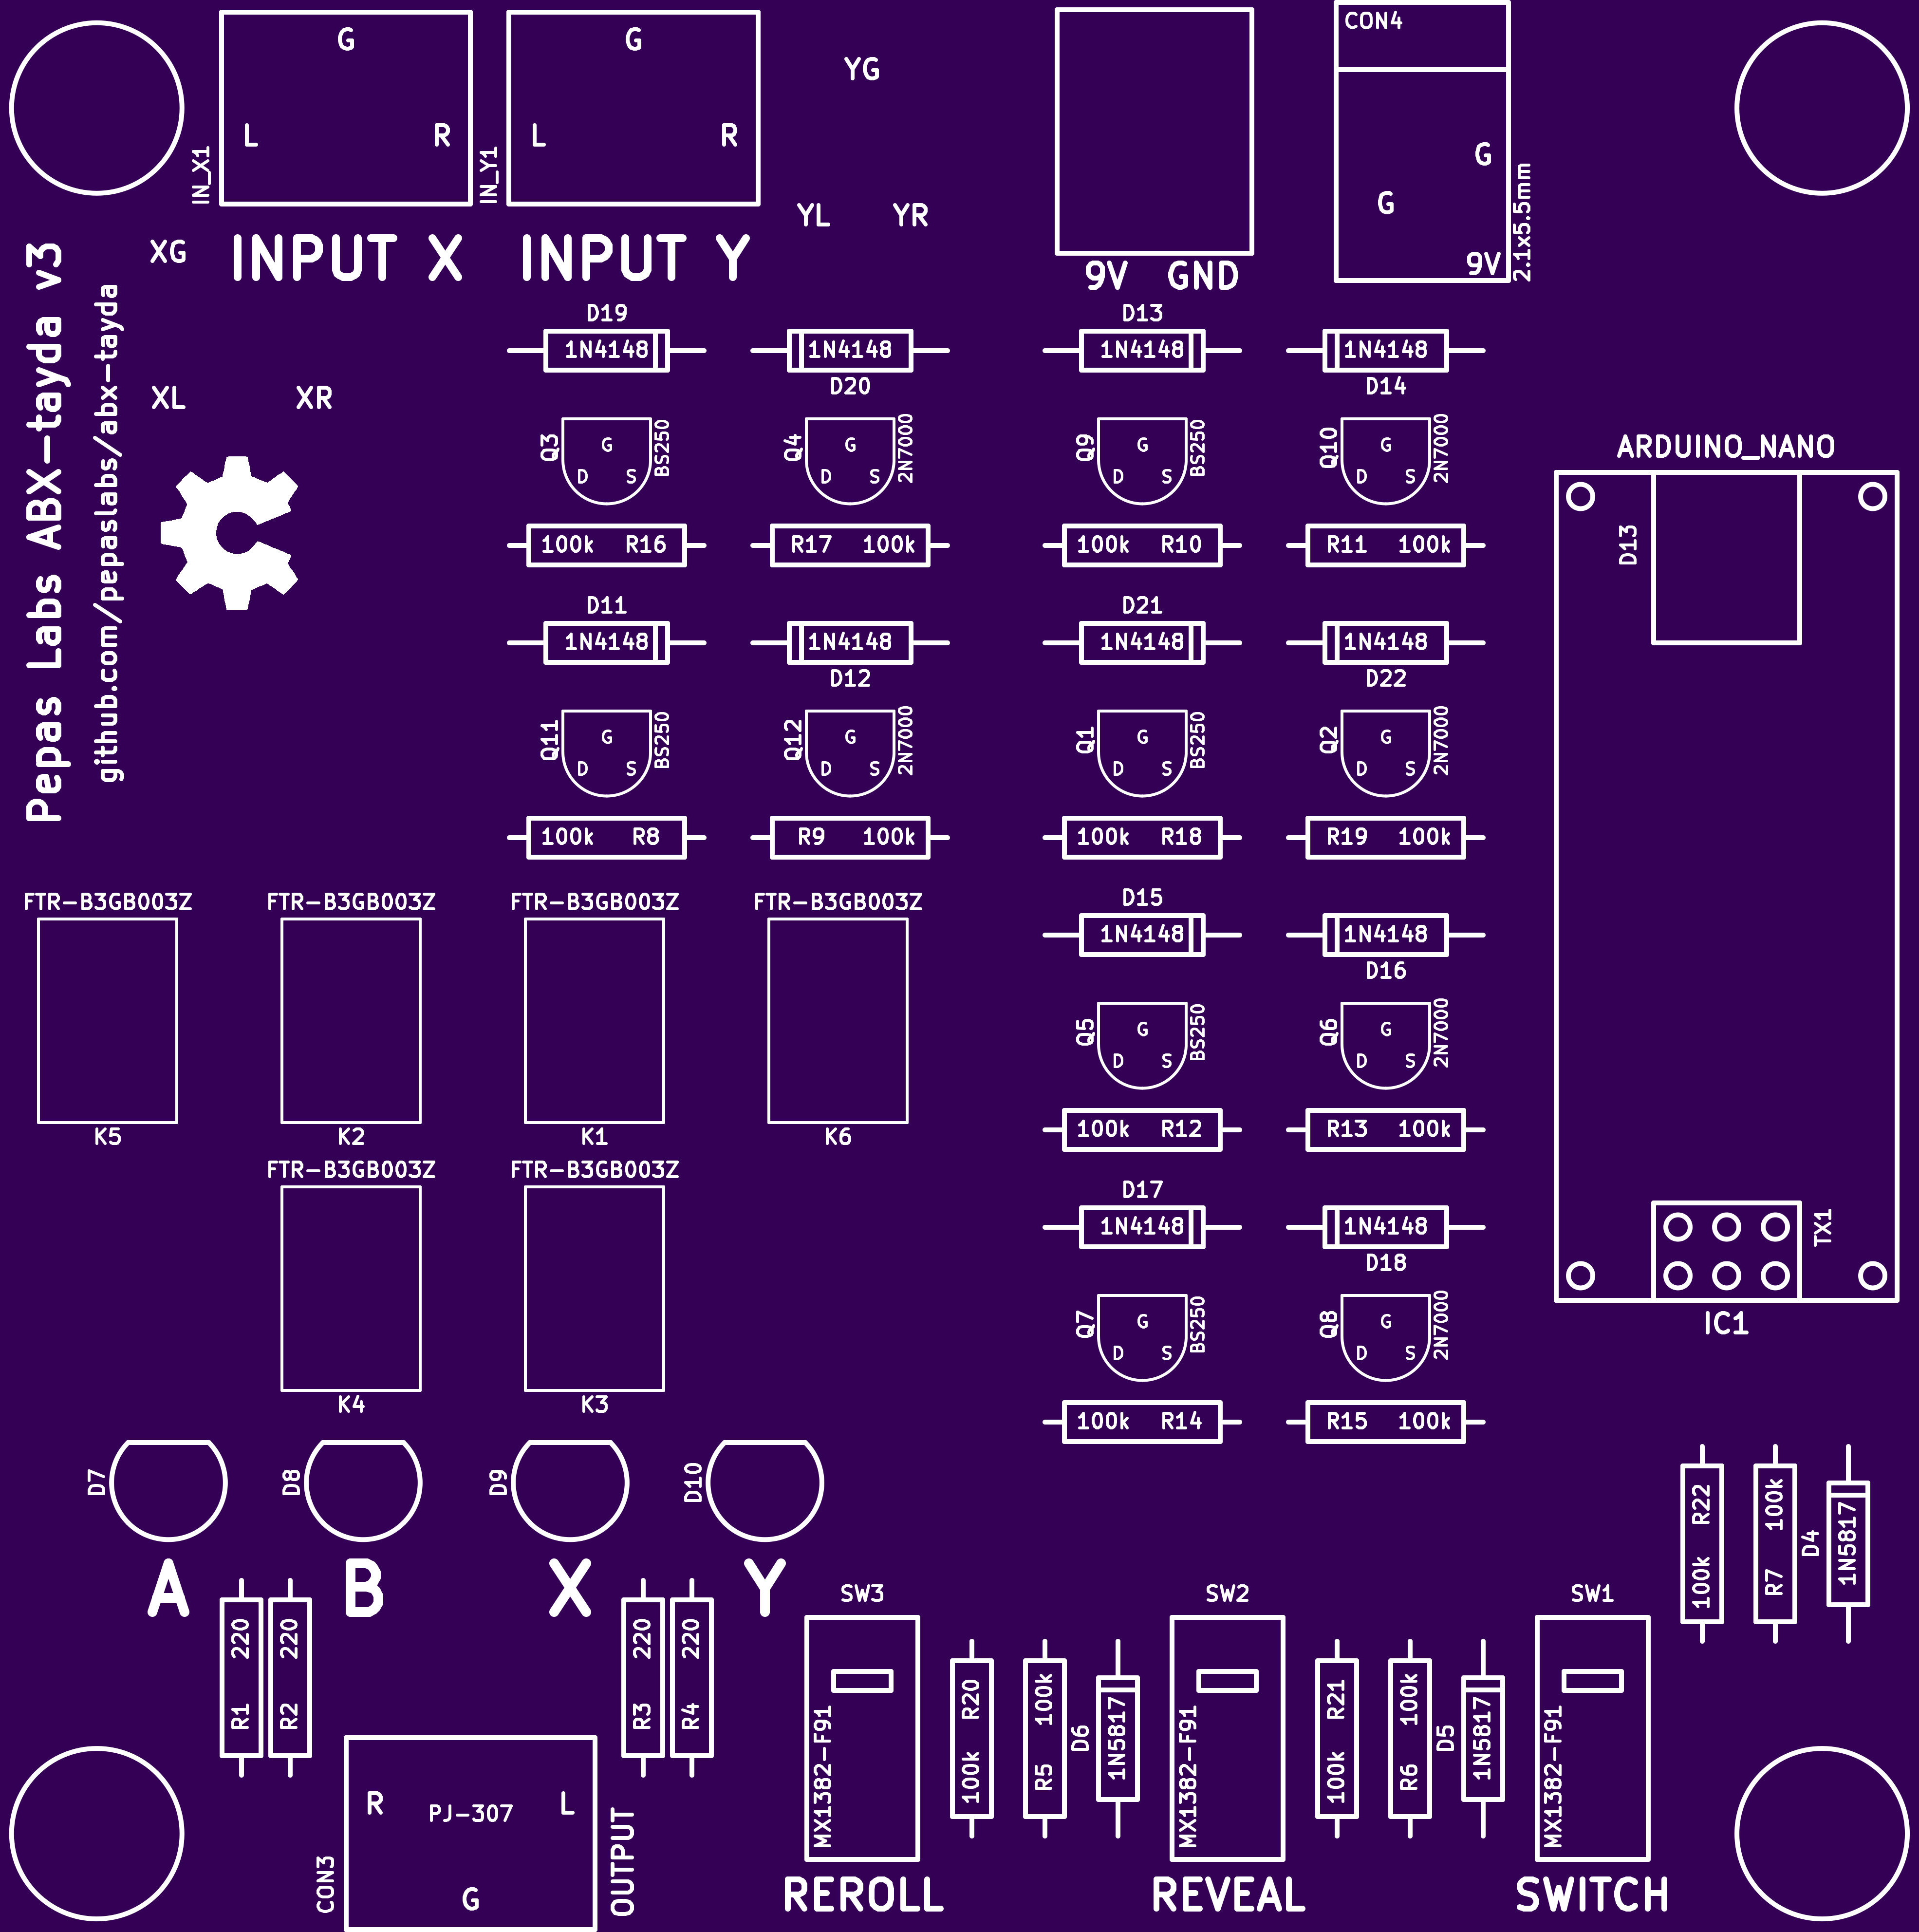 CON4
G
G
YG
L
R
L
R
IN_X1
IN_Y1
G
G
9V
2.1x5.5mm
YL
YR
XG
INPUT X
INPUT Y
9V
GND
Pepas Labs ABX-tayda v3
github.com/pepaslabs/abx-tayda
XL
XR
D19
1N4148
1N4148
D20
D13
1N4148
1N4148
D14
Q3
G
D
S
BS250
Q4
G
D
S
2N7000
Q9
G
D
S
BS250
Q10
G
D
S
2N7000
100k R16
R17 100k
100k R10
R11 100k
ARDUINO_NANO
D13
D11
1N4148
1N4148
D12
D21
1N4148
1N4148
D22
Q11
G
D
S
BS250
Q12
G
D
S
2N7000
Q1
G
D
S
BS250
Q2
G
D
S
2N7000
100k R8
R9 100k
100k R18
R19 100k
FTR-B3GB003Z
FTR-B3GB003Z
FTR-B3GB003Z
FTR-B3GB003Z
K5
K2
K1
K6
D15
1N4148
1N4148
D16
Q5
G
D
S
BS250
Q6
G
D
S
2N7000
100k R12
R13 100k
FTR-B3GB003Z
FTR-B3GB003Z
K4
K3
D17
1N4148
1N4148
D18
Q7
G
D
S
BS250
Q8
G
D
S
2N7000
100k R14
R15 100k
TX1
IC1
D7
D8
D9
D10
A
B
X
Y
R1 220
R2 220
R3 220
R4 220
100k R22
R7 100k
D4
1N5817
SW3
SW2
SW1
MX1382-F91
100k R20
R5 100k
D6
1N5817
MX1382-F91
100k R21
R6 100k
D5
1N5817
MX1382-F91
R
PJ-307
L
CON3
G
OUTPUT
REROLL
REVEAL
SWITCH